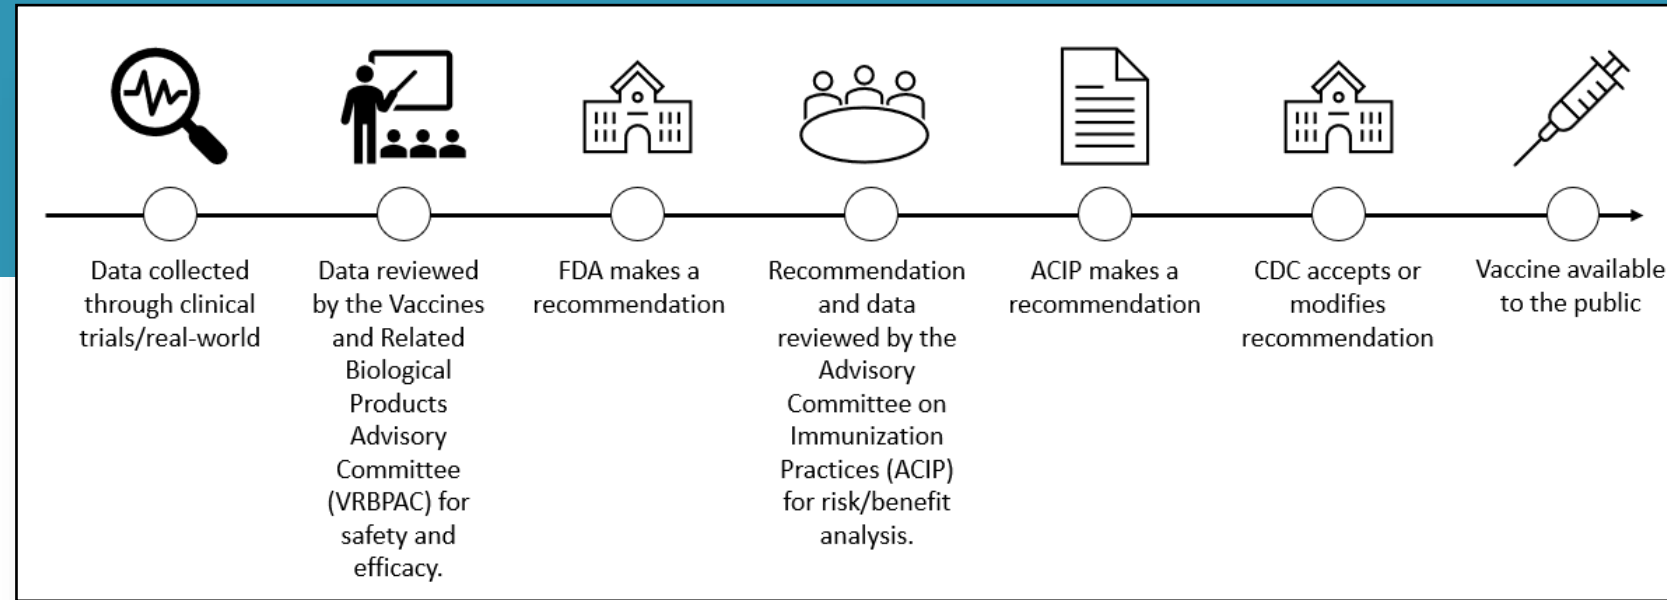 Data collected
through clinical
trials/real-world
Data reviewed
by the Vaccines
and Related
Biological
Products
Advisory
Committee
(VRBPAC) for
safety and
efficacy.
FDA makes a
recommendation
Recommendation
and data
reviewed by the
Advisory
Committee on
Immunization
Practices (ACIP)
for risk/benefit
analysis.
ACIP makes a
recommendation
CDC accepts or
modifies
recommendation
Vaccine available
to the public